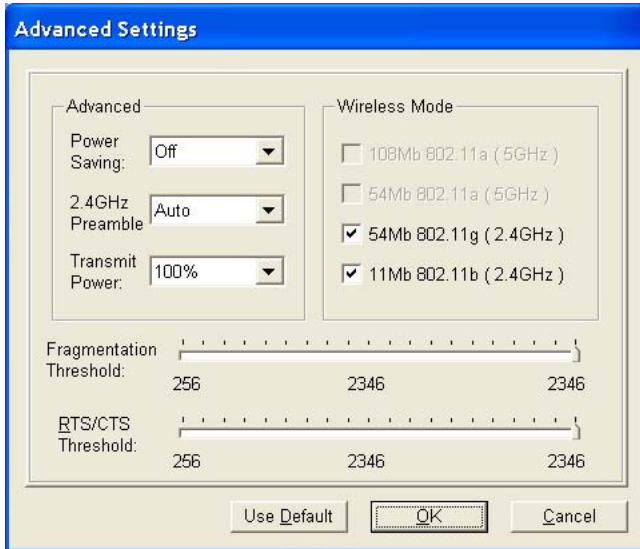 Advanced Settings
Advanced
Power
Saving:
Off
2.4GHz
Preamble
Auto
Transmit
Power:
100%
Wireless Mode
108Mb 802.11a ( 5GHz )
54Mb 802.11a ( 5GHz )
54Mb 802.11g ( 2.4GHz )
11Mb 802.11b ( 2.4GHz )
Fragmentation
Threshold:
256 2346 2346
RTS/CTS
Threshold:
256 2346 2346
Use Default OK Cancel